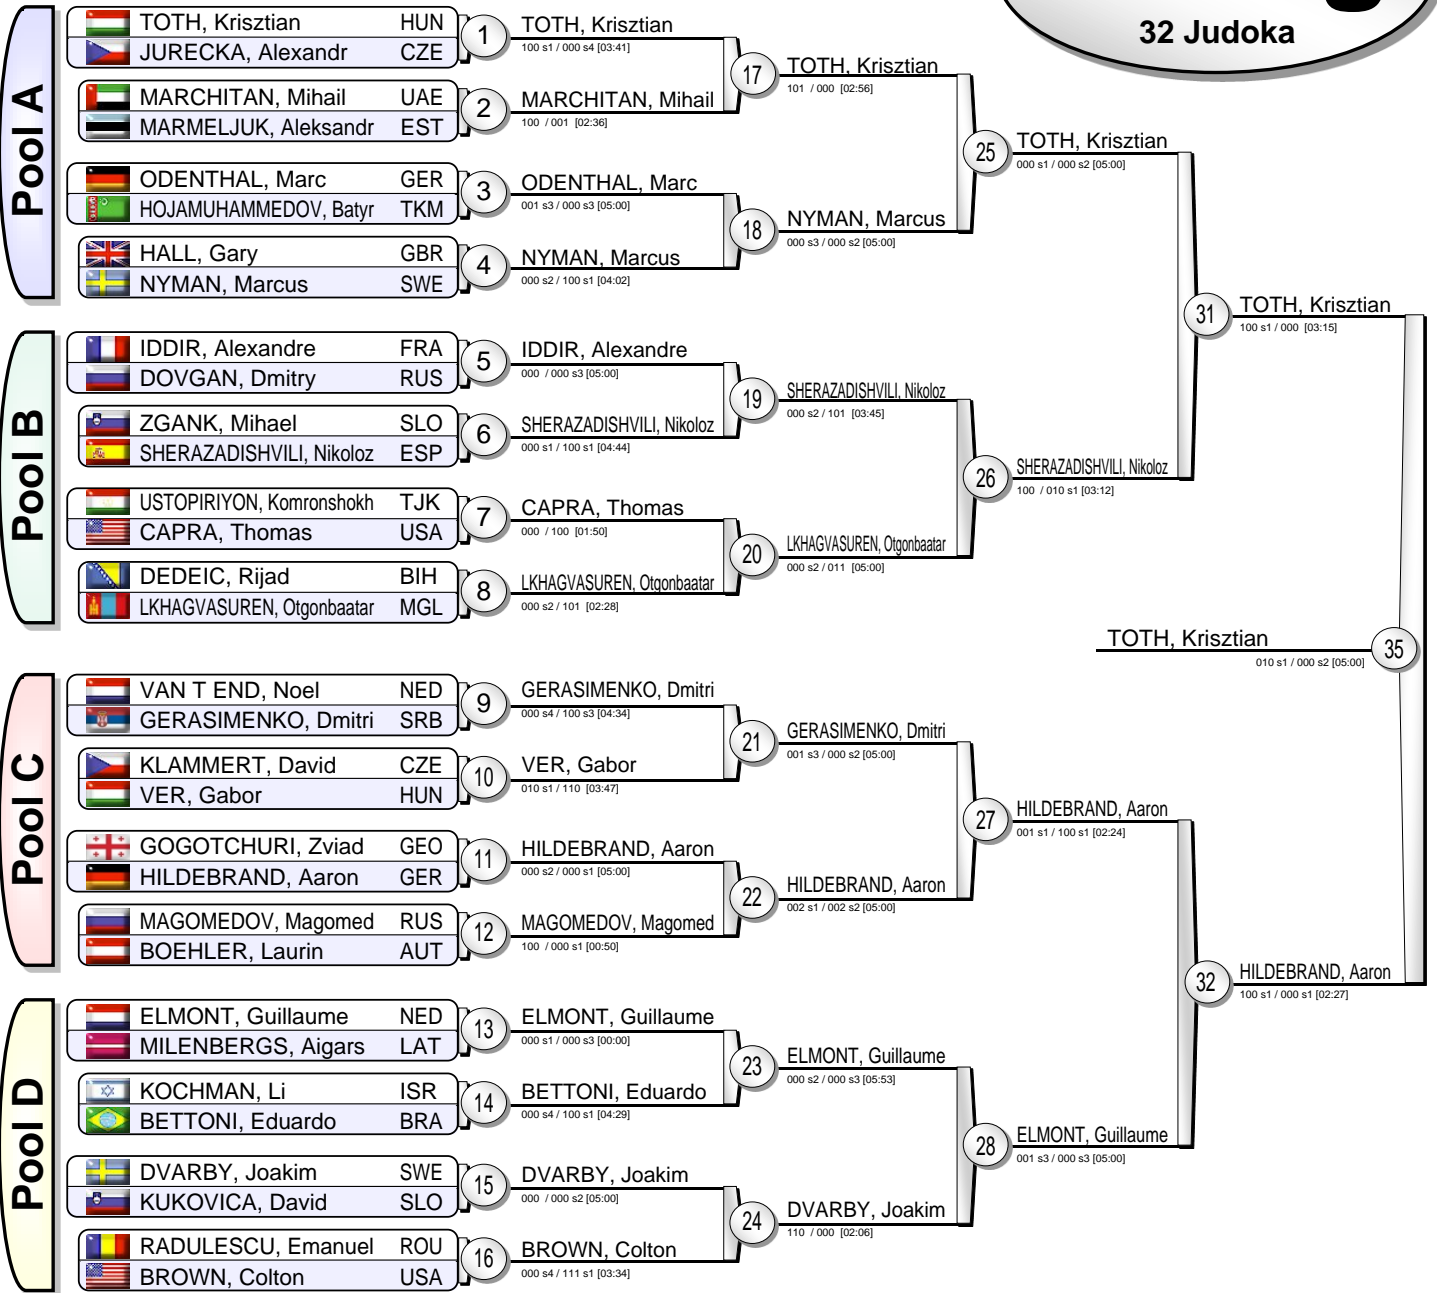 32 Judoka
Pool A
TOTH, Krisztian HUN
JURECKA, Alexandr CZE
1
TOTH, Krisztian
100 s1 / 000 s4 [03:41]
MARCHITAN, Mihail UAE
MARMELJUK, Aleksandr EST
2
MARCHITAN, Mihail
100 / 001 [02:36]
17
TOTH, Krisztian
101 / 000 [02:56]
ODENTHAL, Marc GER
HOJAMUHAMMEDOV, Batyr TKM
3
ODENTHAL, Marc
001 s3 / 000 s3 [05:00]
HALL, Gary GBR
NYMAN, Marcus SWE
4
NYMAN, Marcus
000 s2 / 100 s1 [04:02]
18
NYMAN, Marcus
000 s3 / 000 s2 [05:00]
25
TOTH, Krisztian
000 s1 / 000 s2 [05:00]
Pool B
IDDIR, Alexandre FRA
DOVGAN, Dmitry RUS
5
IDDIR, Alexandre
000 / 000 s3 [05:00]
ZGANK, Mihael SLO
SHERAZADISHVILI, Nikoloz ESP
6
SHERAZADISHVILI, Nikoloz
000 s1 / 100 s1 [04:44]
19
SHERAZADISHVILI, Nikoloz
000 s2 / 101 [03:45]
USTOPIRIYON, Komronshokh TJK
CAPRA, Thomas USA
7
CAPRA, Thomas
000 / 100 [01:50]
DEDEIC, Rijad BIH
LKHAGVASUREN, Otgonbaatar MGL
8
LKHAGVASUREN, Otgonbaatar
000 s2 / 101 [02:28]
20
LKHAGVASUREN, Otgonbaatar
000 s2 / 011 [05:00]
26
SHERAZADISHVILI, Nikoloz
100 / 010 s1 [03:12]
31
TOTH, Krisztian
100 s1 / 000 [03:15]
Pool C
VAN T END, Noel NED
GERASIMENKO, Dmitri SRB
9
GERASIMENKO, Dmitri
000 s4 / 100 s3 [04:34]
KLAMMERT, David CZE
VER, Gabor HUN
10
VER, Gabor
010 s1 / 110 [03:47]
21
GERASIMENKO, Dmitri
001 s3 / 000 s2 [05:00]
GOGOTCHURI, Zviad GEO
HILDEBRAND, Aaron GER
11
HILDEBRAND, Aaron
000 s2 / 000 s1 [05:00]
MAGOMEDOV, Magomed RUS
BOEHLER, Laurin AUT
12
MAGOMEDOV, Magomed
100 / 000 s1 [00:50]
22
HILDEBRAND, Aaron
002 s1 / 002 s2 [05:00]
27
HILDEBRAND, Aaron
001 s1 / 100 s1 [02:24]
Pool D
ELMONT, Guillaume NED
MILENBERGS, Aigars LAT
13
ELMONT, Guillaume
000 s1 / 000 s3 [00:00]
KOCHMAN, Li ISR
BETTONI, Eduardo BRA
14
BETTONI, Eduardo
000 s4 / 100 s1 [04:29]
23
ELMONT, Guillaume
000 s2 / 000 s3 [05:53]
DVARBY, Joakim SWE
KUKOVICA, David SLO
15
DVARBY, Joakim
000 / 000 s2 [05:00]
RADULESCU, Emanuel ROU
BROWN, Colton USA
16
BROWN, Colton
000 s4 / 111 s1 [03:34]
24
DVARBY, Joakim
110 / 000 [02:06]
28
ELMONT, Guillaume
001 s3 / 000 s3 [05:00]
32
HILDEBRAND, Aaron
100 s1 / 000 s1 [02:27]
TOTH, Krisztian
010 s1 / 000 s2 [05:00]
35